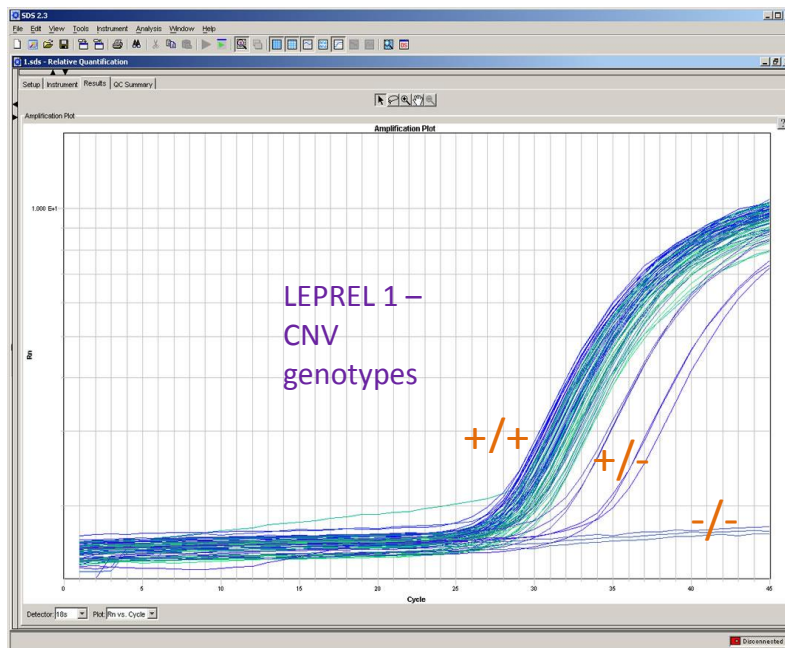 SDS 2.3
File Edit View Tools Instrument Analysis Window Help
1.sds - Relative Quantification
Setup Instrument Results QC Summary
Amplification Plot
Amplification Plot
1.000 E+1
LEPREL 1 –
CNV
genotypes
Rn
+/+
+/-
-/-
0 5 10 15 20 25 30 35 40 45
Cycle
Detector: 18s Plot: Rn vs. Cycle
Disconnected